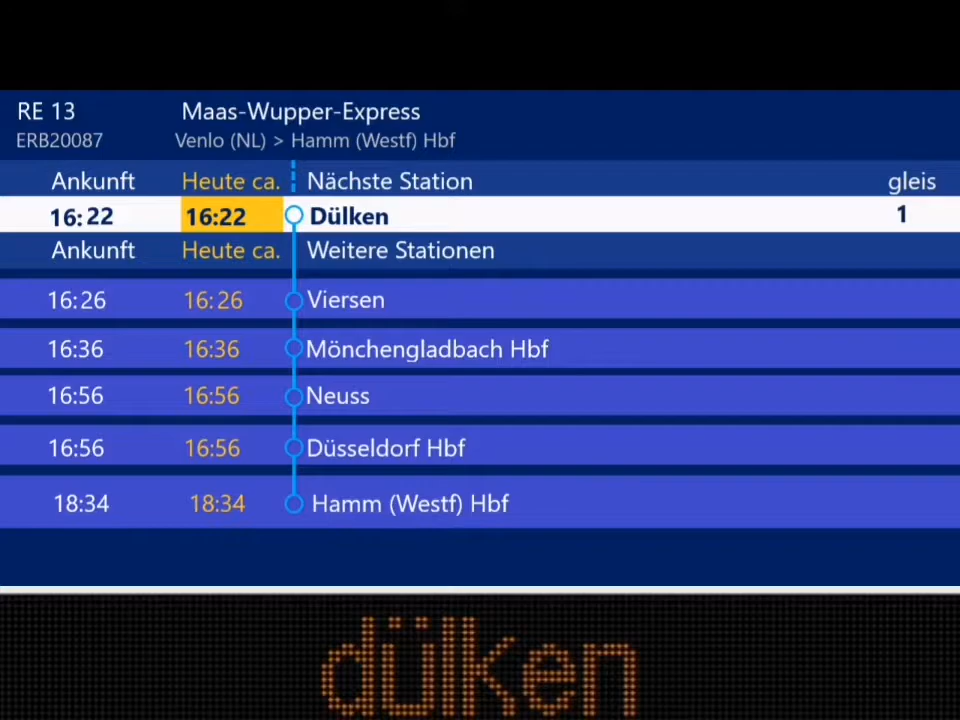 RE 13 Maas-Wupper-Express
ERB20087 Venlo (NL) > Hamm (Westf) Hbf
Ankunft Heute ca. Nächste Station gleis
16:22 16:22 Dülken 1
Ankunft Heute ca. Weitere Stationen
16:26 16:26 Viersen
16:36 16:36 Mönchengladbach Hbf
16:56 16:56 Neuss
16:56 16:56 Düsseldorf Hbf
18:34 18:34 Hamm (Westf) Hbf
dülken